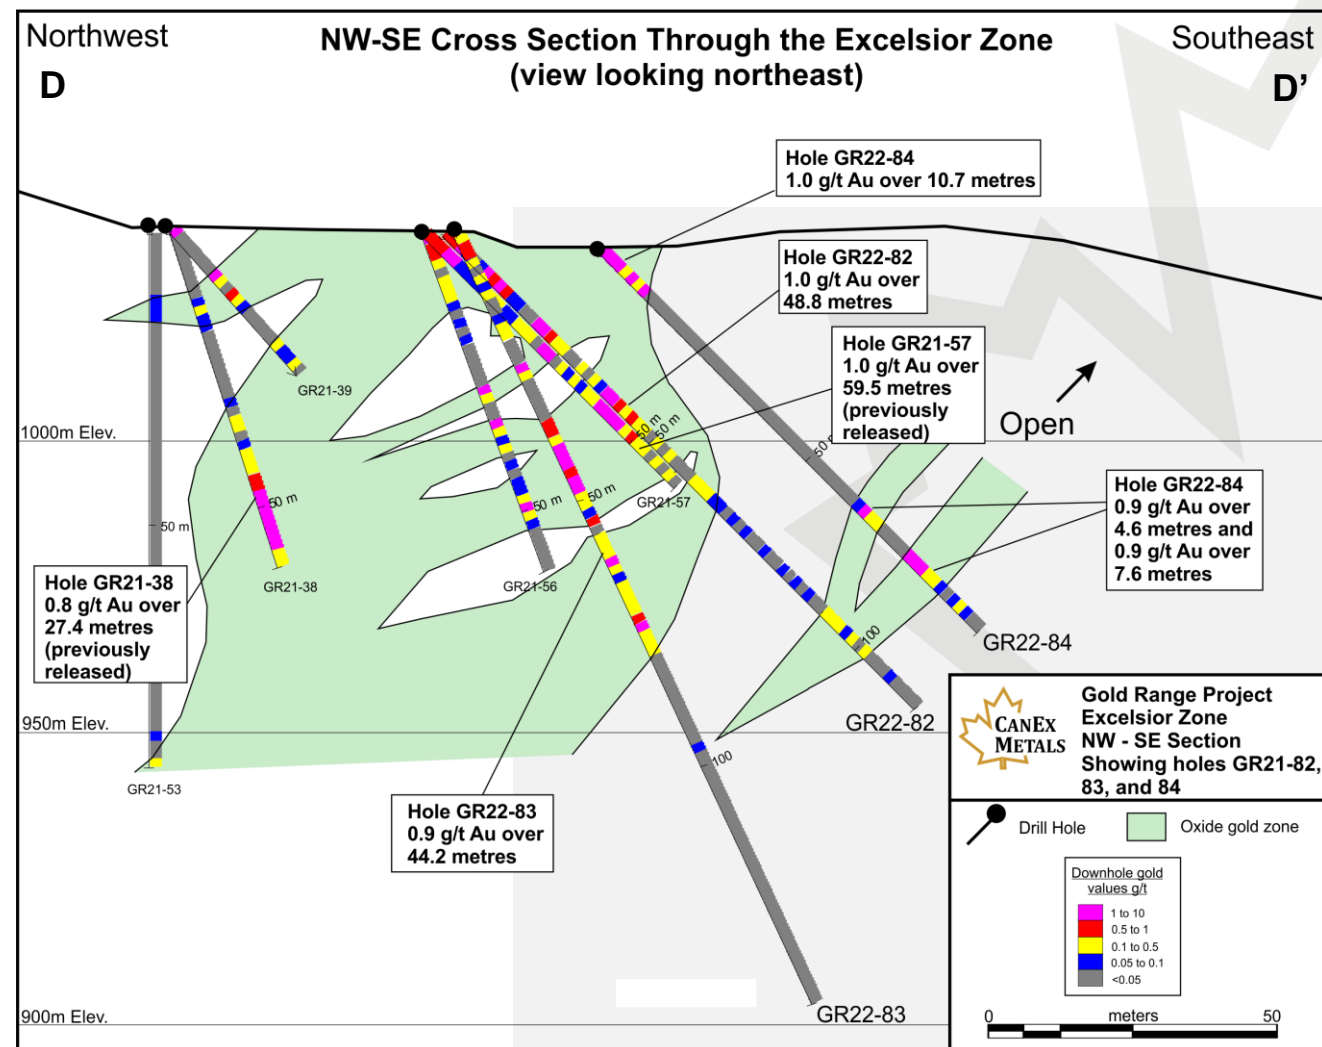 Northwest
NW-SE Cross Section Through the Excelsior Zone
(view looking northeast)
Southeast
D
D'
Hole GR22-84
1.0 g/t Au over 10.7 metres
Hole GR22-82
1.0 g/t Au over
48.8 metres
Hole GR21-57
1.0 g/t Au over
59.5 metres
(previously
released)
GR21-39
Open
1000m Elev.
50 m
50 m
50 m
Hole GR22-84
0.9 g/t Au over
4.6 metres and
0.9 g/t Au over
7.6 metres
50 m
50 m
50 m
50 m
GR21-57
Hole GR21-38
0.8 g/t Au over
27.4 metres
(previously
released)
GR21-38
GR21-56
100
GR22-84
GR22-82
950m Elev.
100
GR21-53
Hole GR22-83
0.9 g/t Au over
44.2 metres
GR22-83
900m Elev.
CANEX
METALS
Gold Range Project
Excelsior Zone
NW - SE Section
Showing holes GR21-82,
83, and 84
Drill Hole
Oxide gold zone
Downhole gold
values g/t
1 to 10
0.5 to 1
0.1 to 0.5
0.05 to 0.1
<0.05
0 meters 50